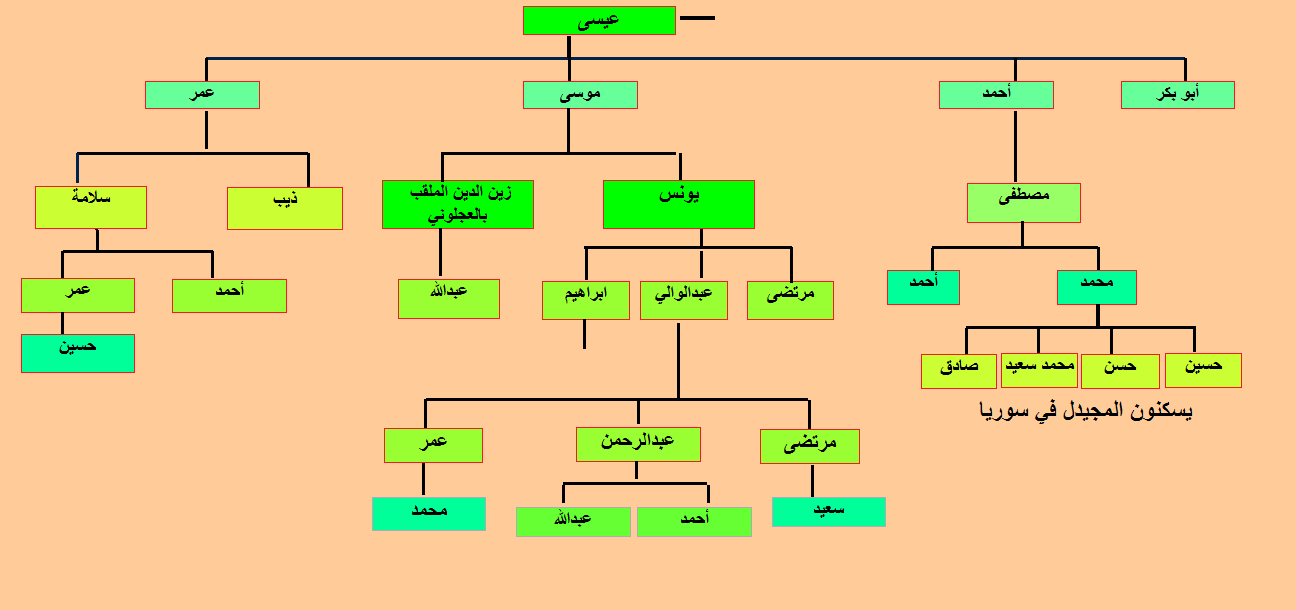 عيسى
أبو بكر
أحمد
موسى
عمر
مصطفى
يونس
زين الدين الملقب
بالعجلوني
ذيب
سلامة
محمد
أحمد
مرتضى
عبدالوالي
ابراهيم
عبدالله
أحمد
عمر
حسين
حسن
محمد سعيد
صادق
حسين
يسكنون المجيدل في سوريا
مرتضى
عبدالرحمن
عمر
سعيد
أحمد
عبدالله
محمد